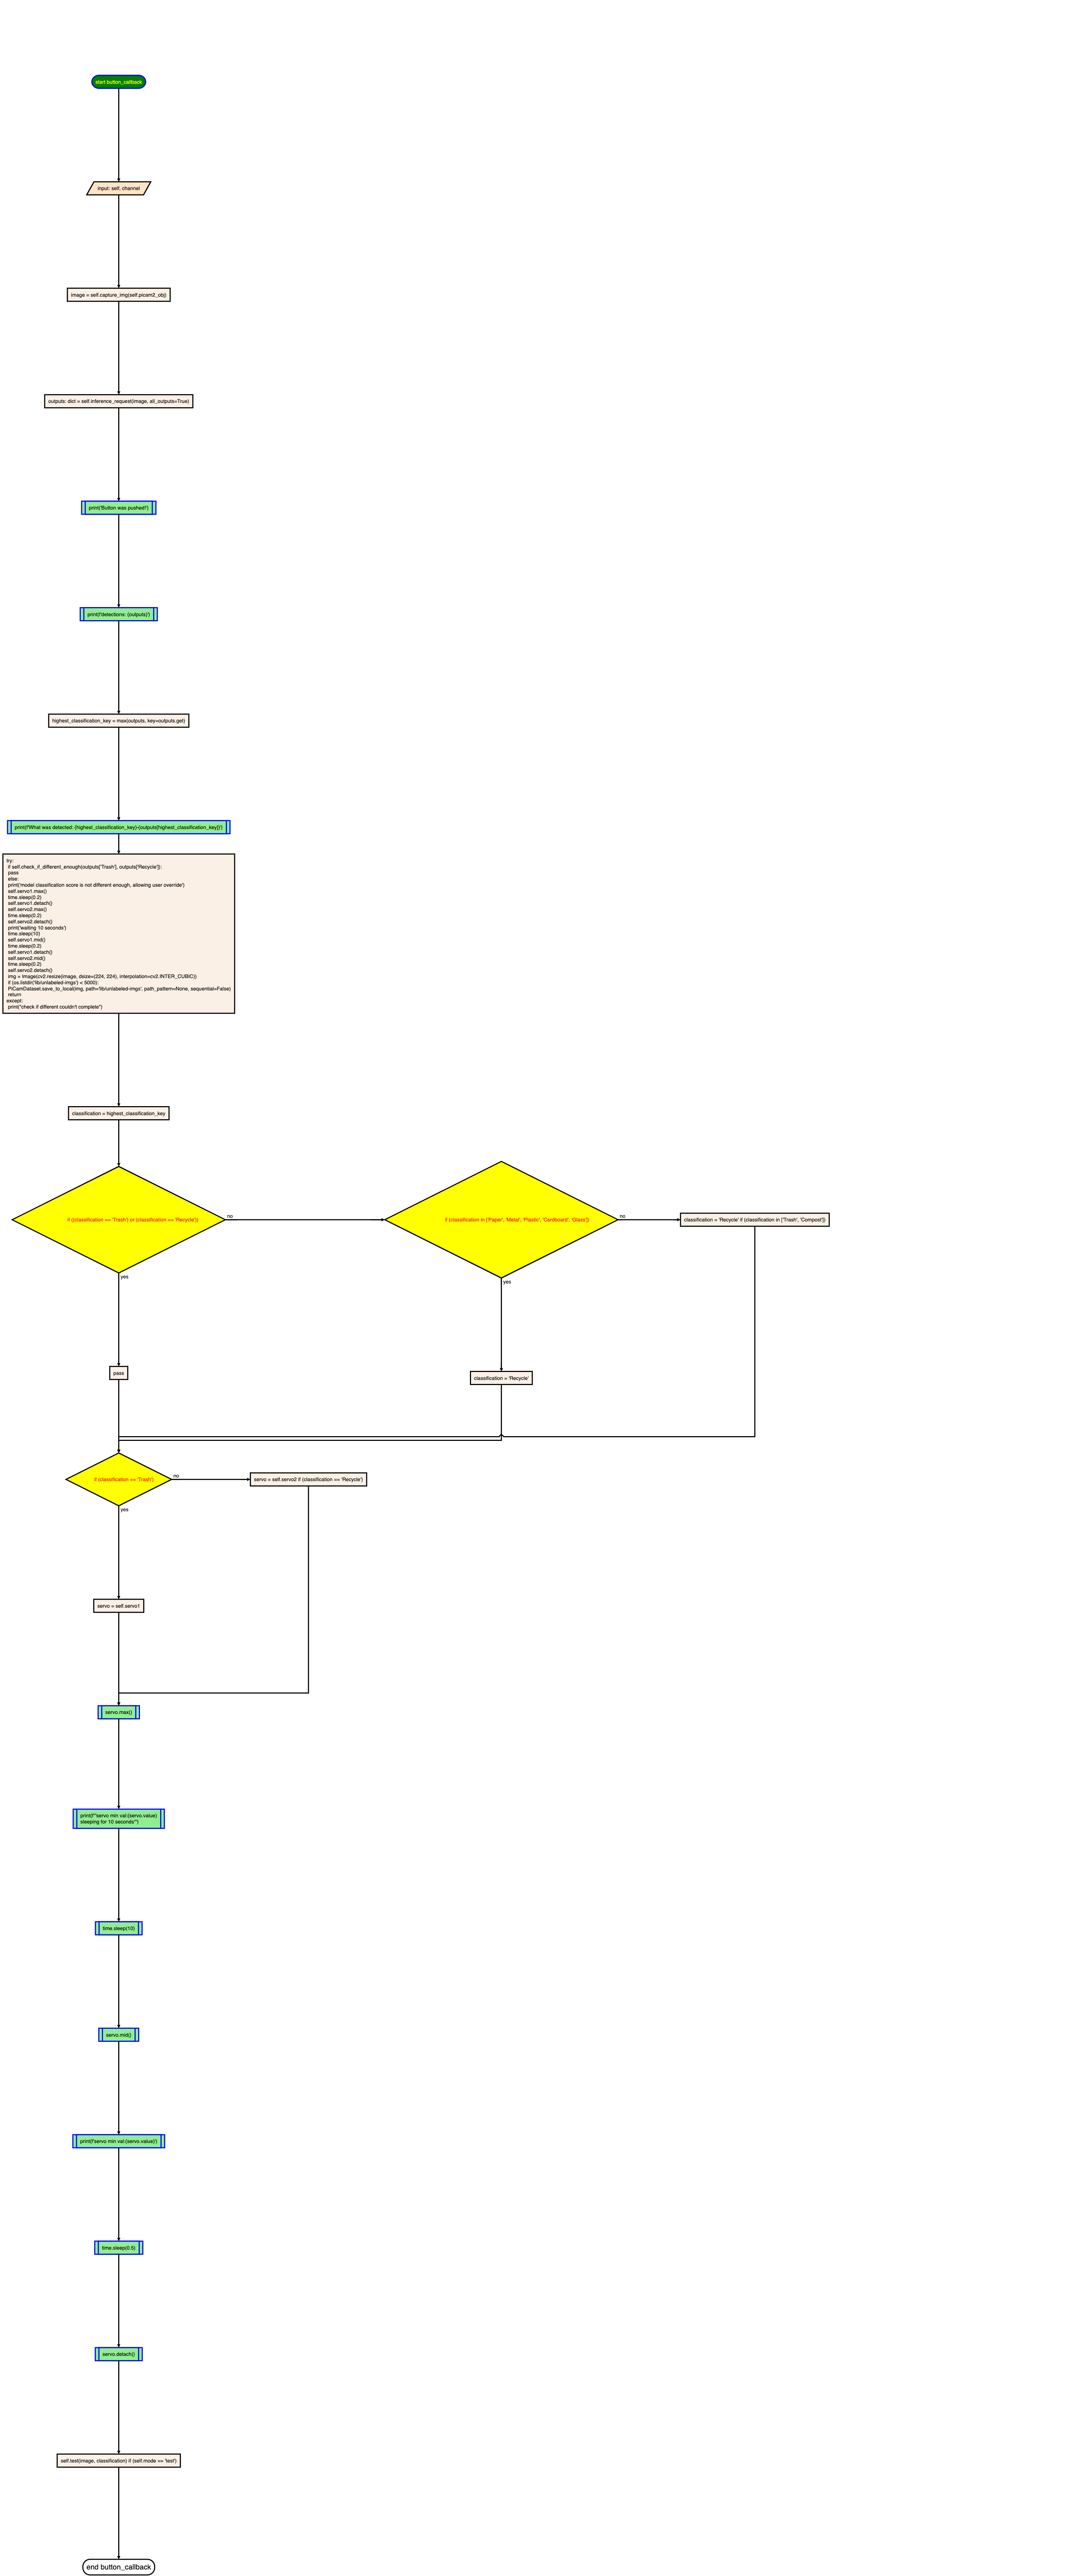 start button_callback
input: self, channel
image = self.capture_img(self.picam2_obj)
outputs: dict = self.inference_request(image, all_outputs=True)
print('Button was pushed!')
print(f'detections: {outputs}')
highest_classification_key = max(outputs, key=outputs.get)
print(f'What was detected: {highest_classification_key}-{outputs[highest_classification_key]}')
try:
if self.check_if_different_enough(outputs['Trash'], outputs['Recycle']):
pass
else:
print('model classification score is not different enough, allowing user override')
self.servo1.max()
time.sleep(0.2)
self.servo1.detach()
self.servo2.max()
time.sleep(0.2)
self.servo2.detach()
print('waiting 10 seconds')
time.sleep(10)
self.servo1.mid()
time.sleep(0.2)
self.servo1.detach()
self.servo2.mid()
time.sleep(0.2)
self.servo2.detach()
img = Image(cv2.resize(image, dsize=(224, 224), interpolation=cv2.INTER_CUBIC))
if (os.listdir('lib/unlabeled-imgs') < 5000):
PiCamDataset.save_to_local(img, path='lib/unlabeled-imgs', path_pattern=None, sequential=False)
return
except:
print("check if different couldn't complete")
classification = highest_classification_key
if ((classification == 'Trash') or (classification == 'Recycle'))
no
if (classification in ['Paper', 'Metal', 'Plastic', 'Cardboard', 'Glass'])
no
classification = 'Recycle' if (classification in ['Trash', 'Compost'])
yes
yes
pass
classification = 'Recycle'
if (classification == 'Trash')
no
servo = self.servo2 if (classification == 'Recycle')
yes
servo = self.servo1
servo.max()
print(f'''servo min val:{servo.value}
sleeping for 10 seconds''')
time.sleep(10)
servo.mid()
print(f'servo min val:{servo.value}')
time.sleep(0.5)
servo.detach()
self.test(image, classification) if (self.mode == 'test')
end button_callback